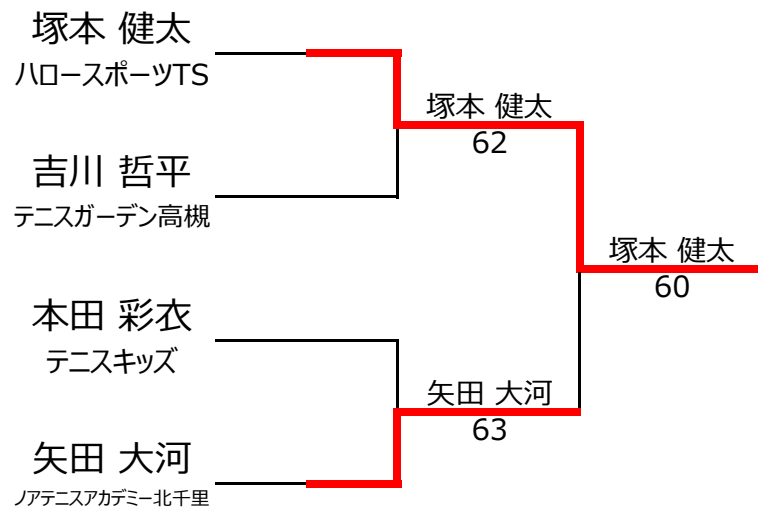 塚本 健太
ハロースポーツTS
塚本 健太
62
吉川 哲平
テニスガーデン高槻
塚本 健太
60
本田 彩衣
テニスキッズ
矢田 大河
63
矢田 大河
ノアテニスアカデミー北千里